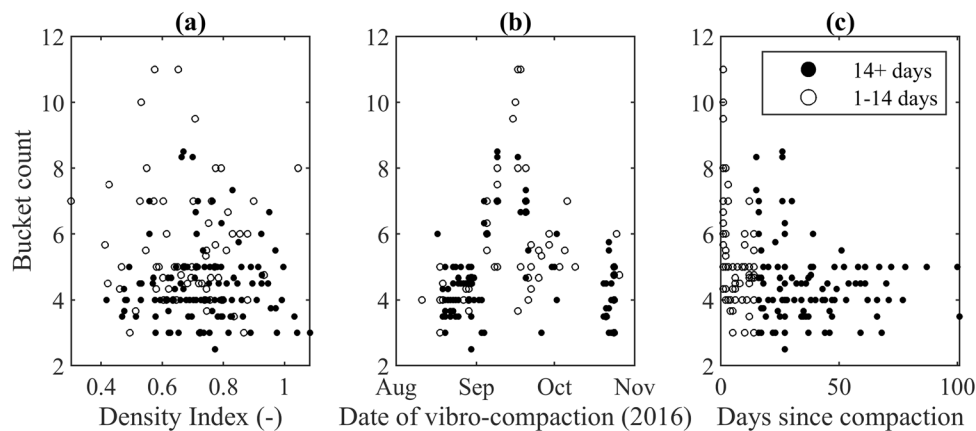 (a) (b) (c)
12 12 12
14+ days
1-14 days
10 10 10
8 8 8
Bucket count
6 6 6
4 4 4
2 2 2
0.4 0.6 0.8 1 Aug Sep Oct Nov 0 50 100
Density Index (-) Date of vibro-compaction (2016) Days since compaction